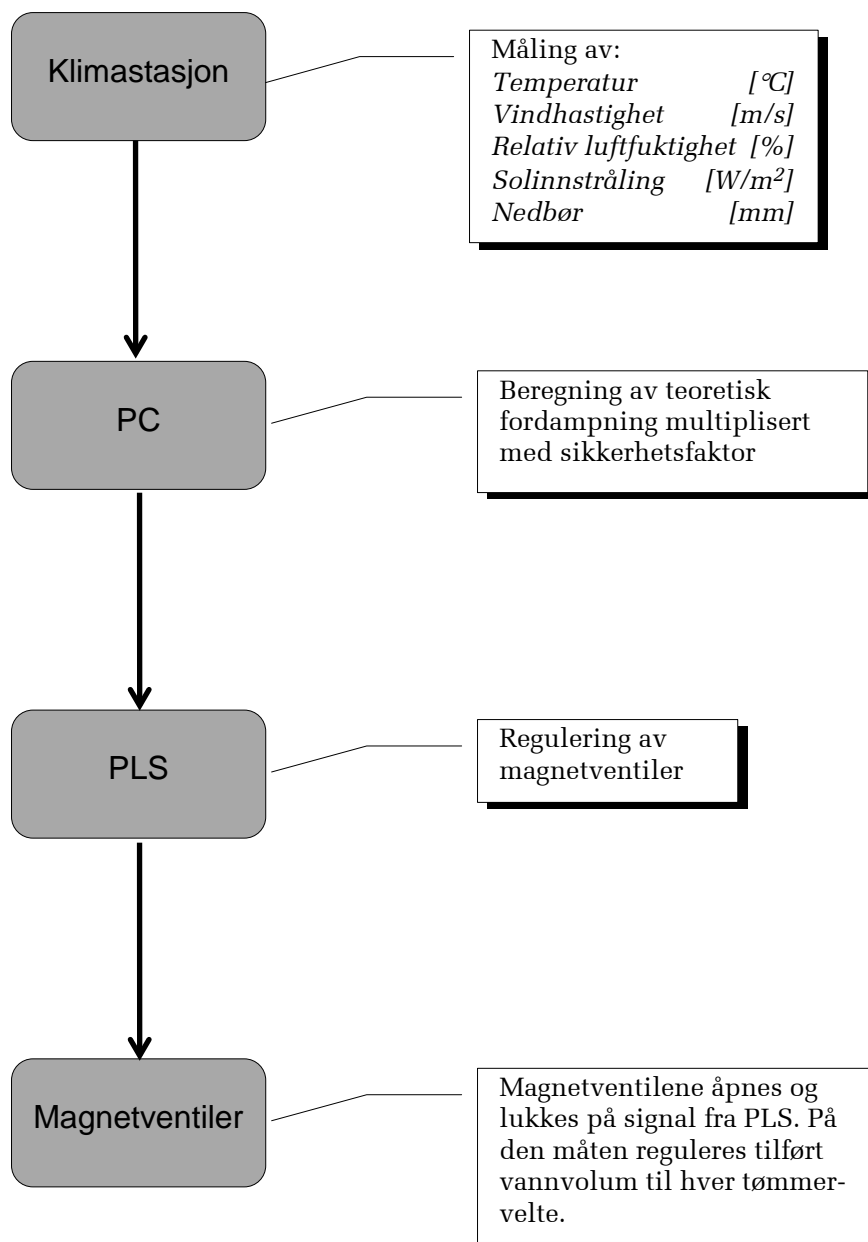 Klimastasjon
Måling av:
Temperatur [°C]
Vindhastighet [m/s]
Relativ luftfuktighet [%]
Solinnstråling [W/m²]
Nedbør [mm]
PC
Beregning av teoretisk
fordampning multiplisert
med sikkerhetsfaktor
PLS
Regulering av
magnetventiler
Magnetventiler
Magnetventilene åpnes og
lukkes på signal fra PLS. På
den måten reguleres tilført
vannvolum til hver tømmer-
velte.